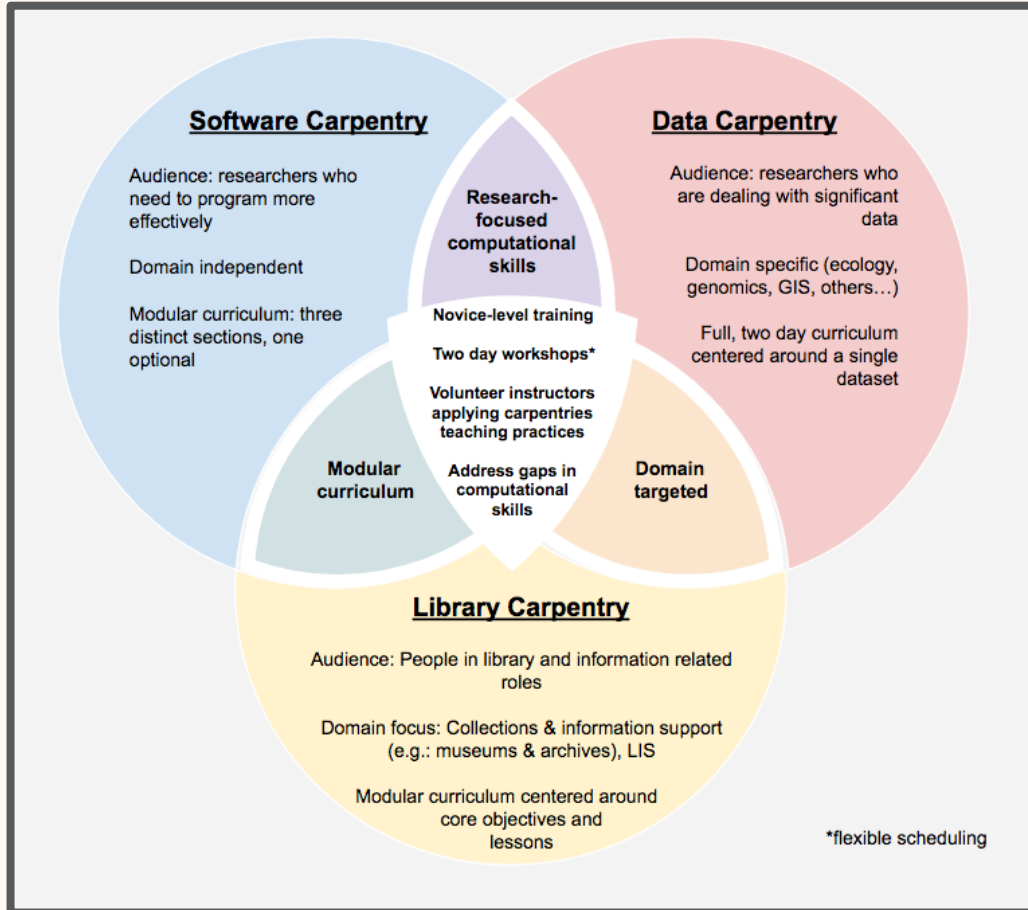 Software Carpentry
Audience: researchers who
need to program more
effectively
Domain independent
Modular curriculum: three
distinct sections, one
optional
Data Carpentry
Audience: researchers who
are dealing with significant
data
Domain specific (ecology,
genomics, GIS, others...)
Full, two day curriculum
centered around a single
dataset
Research-
focused
computational
skills
Novice-level training
Two day workshops*
Volunteer instructors
applying carpentries
teaching practices
Address gaps in
computational
skills
Modular
curriculum
Domain
targeted
Library Carpentry
Audience: People in library and information related
roles
Domain focus: Collections & information support
(e.g.: museums & archives), LIS
Modular curriculum centered around
core objectives and
lessons
*flexible scheduling